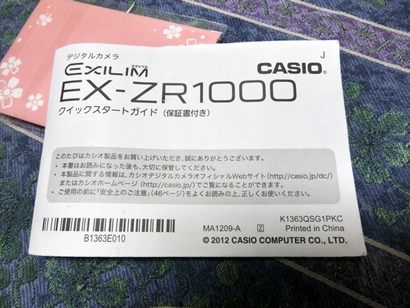 J
デジタルカメラ
EXILIM エクシリム
CASIO®
EX-ZR1000
クイックスタートガイド（保証書付き）
このたびはカシオ製品をお買い上げいただき、誠にありがとうございます。
• 本書はお読みになった後も、大切に保管してください。
• 本製品に関する情報は、カシオデジタルカメラオフィシャルWebサイト（http://casio.jp/dc/）
またはカシオホームページ（http://casio.jp/）でご覧になることができます。
• ご使用の前に「安全上のご注意」（46ページ）をよくお読みの上、正しくお使いください。
B1363E010
K1363QSG1PKC
MA1209-A Z Printed in China
© 2012 CASIO COMPUTER CO., LTD.